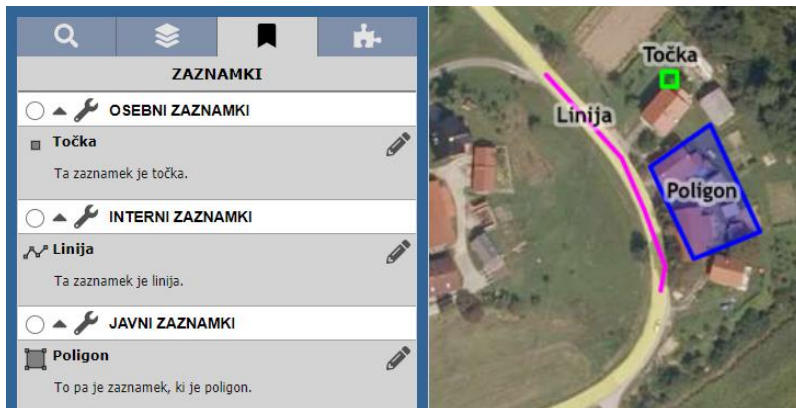 ZAZNAMKI
OSEBNI ZAZNAMKI
Točka
Ta zaznamek je točka.
INTERNI ZAZNAMKI
Linija
Ta zaznamek je linija.
JAVNI ZAZNAMKI
Poligon
To pa je zaznamek, ki je poligon.
Točka
Linija
Poligon